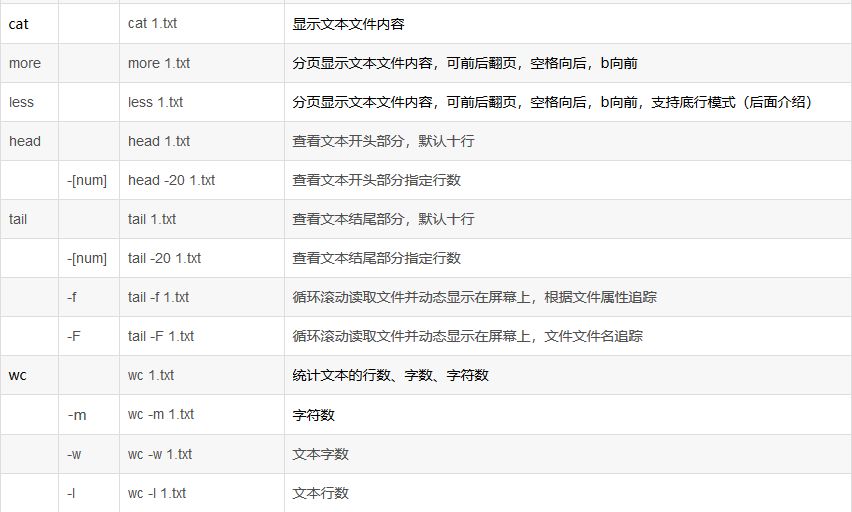 cat cat 1.txt 显示文本文件内容
more more 1.txt 分页显示文本文件内容，可前后翻页，空格向后，b向前
less less 1.txt 分页显示文本文件内容，可前后翻页，空格向后，b向前，支持底行模式（后面介绍）
head head 1.txt 查看文本开头部分，默认十行
-[num] head -20 1.txt 查看文本开头部分指定行数
tail tail 1.txt 查看文本结尾部分，默认十行
-[num] tail -20 1.txt 查看文本结尾部分指定行数
-f tail -f 1.txt 循环滚动读取文件并动态显示在屏幕上，根据文件属性追踪
-F tail -F 1.txt 循环滚动读取文件并动态显示在屏幕上，文件文件名追踪
wc wc 1.txt 统计文本的行数、字数、字符数
-m wc -m 1.txt 字符数
-w wc -w 1.txt 文本字数
-l wc -l 1.txt 文本行数